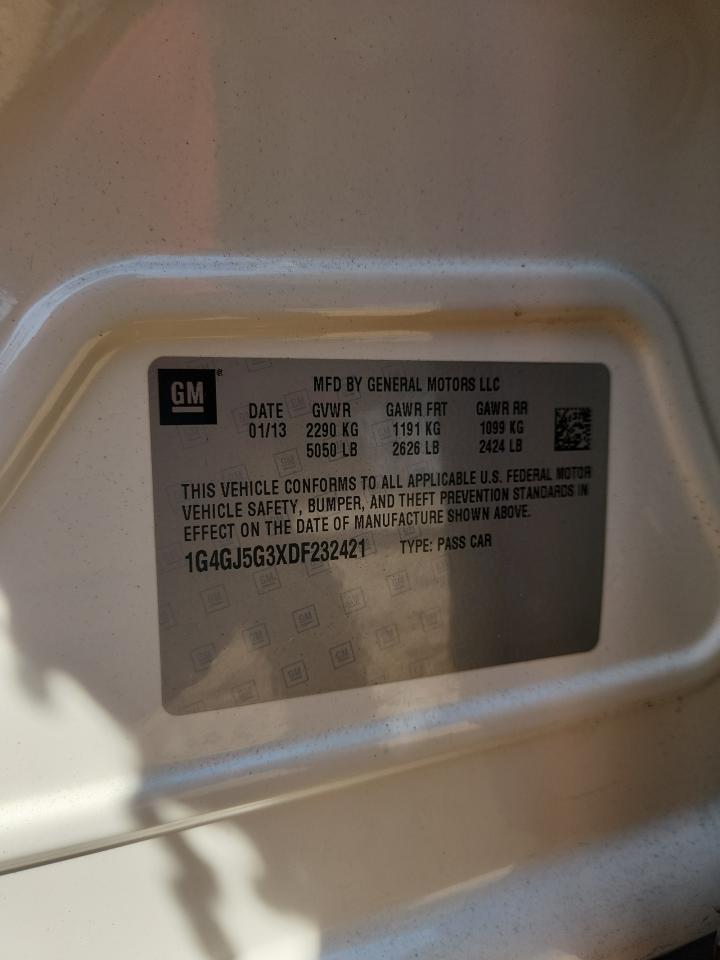 GM
MFD BY GENERAL MOTORS LLC
DATE GVWR GAWR FRT GAWR RR
01/13 2290 KG 1191 KG 1099 KG
5050 LB 2626 LB 2424 LB
THIS VEHICLE CONFORMS TO ALL APPLICABLE U.S. FEDERAL MOTOR
VEHICLE SAFETY, BUMPER, AND THEFT PREVENTION STANDARDS IN
EFFECT ON THE DATE OF MANUFACTURE SHOWN ABOVE.
1G4GJ5G3XDF232421 TYPE: PASS CAR